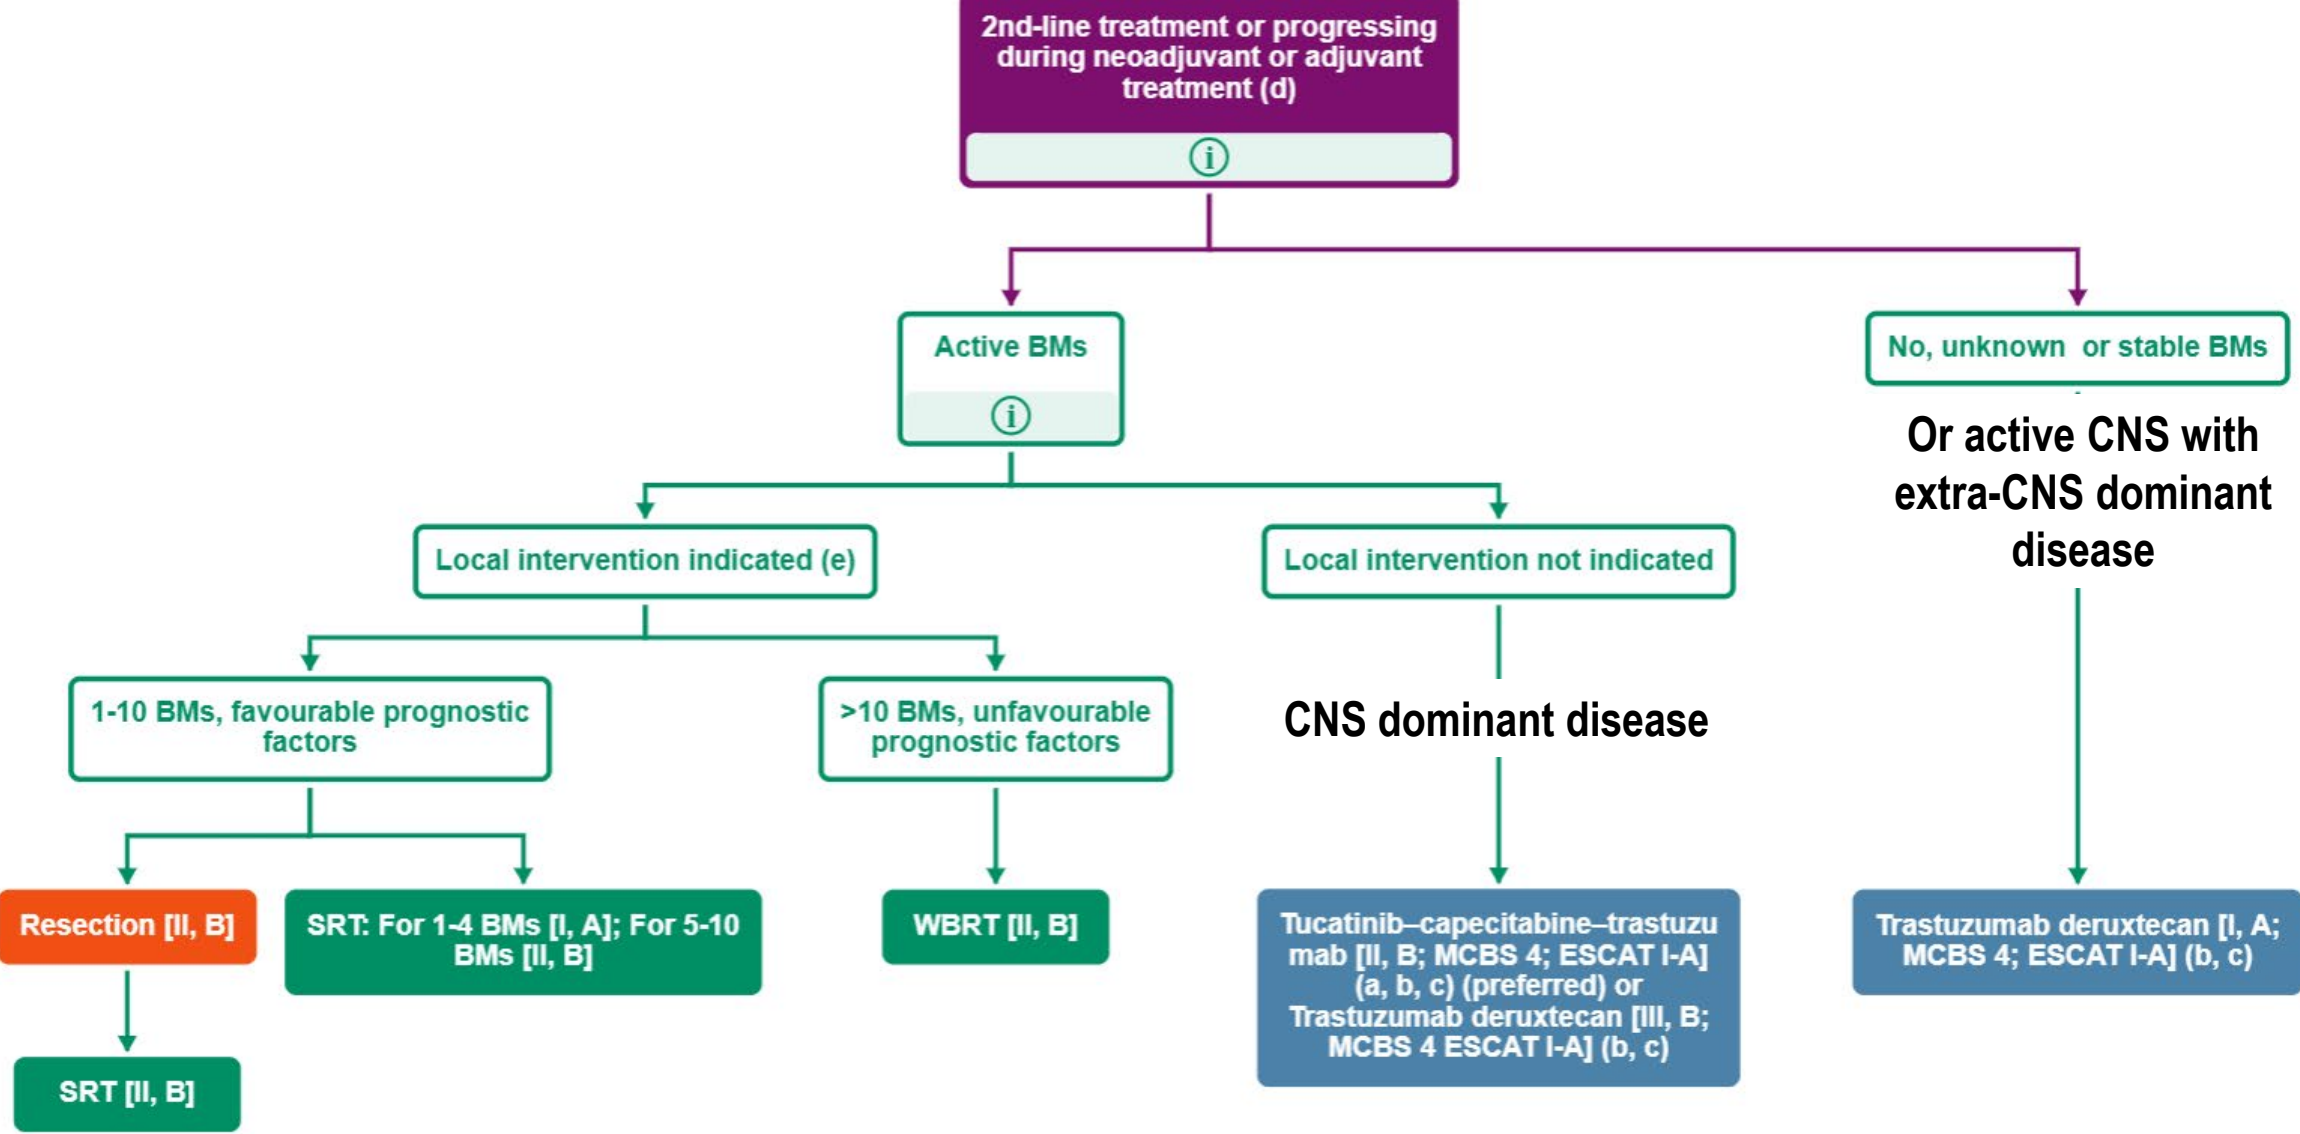 2nd-line treatment or progressing
during neoadjuvant or adjuvant
treatment (d)
i
Active BMs
i
No, unknown or stable BMs
Or active CNS with
extra-CNS dominant
disease
Local intervention indicated (e)
Local intervention not indicated
1-10 BMs, favourable prognostic
factors
>10 BMs, unfavourable
prognostic factors
CNS dominant disease
Resection [II, B]
SRT: For 1-4 BMs [I, A]; For 5-10
BMs [II, B]
WBRT [II, B]
Tucatinib–capecitabine–trastuzu
mab [II, B; MCBS 4; ESCAT I-A]
(a, b, c) (preferred) or
Trastuzumab deruxtecan [III, B;
MCBS 4 ESCAT I-A] (b, c)
Trastuzumab deruxtecan [I, A;
MCBS 4; ESCAT I-A] (b, c)
SRT [II, B]